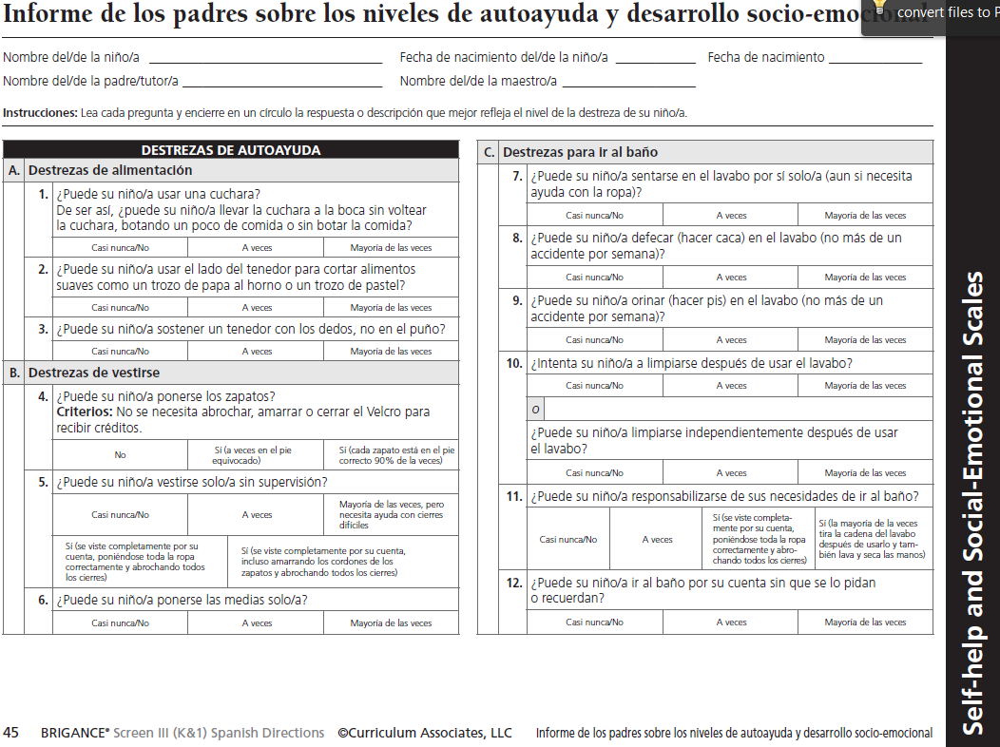 Informe de los padres sobre los niveles de autoayuda y desarrollo socio-emocional
convert files to P
Nombre del/de la niño/a Fecha de nacimiento del/de la niño/a Fecha de nacimiento
Nombre del/de la padre/tutor/a Nombre del/de la maestro/a
Instrucciones: Lea cada pregunta y encierre en un círculo la respuesta o descripción que mejor refleja el nivel de la destreza de su niño/a.
DESTREZAS DE AUTOAYUDA
A. Destrezas de alimentación
1. ¿Puede su niño/a usar una cuchara?
De ser así, ¿puede su niño/a llevar la cuchara a la boca sin voltear
la cuchara, botando un poco de comida o sin botar la comida?
Casi nunca/No A veces Mayoría de las veces
2. ¿Puede su niño/a usar el lado del tenedor para cortar alimentos
suaves como un trozo de papa al horno o un trozo de pastel?
Casi nunca/No A veces Mayoría de las veces
3. ¿Puede su niño/a sostener un tenedor con los dedos, no en el puño?
Casi nunca/No A veces Mayoría de las veces
B. Destrezas de vestirse
4. ¿Puede su niño/a ponerse los zapatos?
Criterios: No se necesita abrochar, amarrar o cerrar el Velcro para
recibir créditos.
No
Sí (a veces en el pie
equivocado)
Sí (cada zapato está en el pie
correcto 90% de la veces)
5. ¿Puede su niño/a vestirse solo/a sin supervisión?
Casi nunca/No A veces
Mayoría de las veces, pero
necesita ayuda con cierres
difíciles
Sí (se viste completamente por su
cuenta, poniéndose toda la ropa
correctamente y abrochando todos
los cierres)
Sí (se viste completamente por su cuenta,
incluso amarrando los cordones de los
zapatos y abrochando todos los cierres)
6. ¿Puede su niño/a ponerse las medias solo/a?
Casi nunca/No A veces Mayoría de las veces
C. Destrezas para ir al baño
7. ¿Puede su niño/a sentarse en el lavabo por sí solo/a (aun si necesita
ayuda con la ropa)?
Casi nunca/No A veces Mayoría de las veces
8. ¿Puede su niño/a defecar (hacer caca) en el lavabo (no más de un
accidente por semana)?
Casi nunca/No A veces Mayoría de las veces
9. ¿Puede su niño/a orinar (hacer pis) en el lavabo (no más de un
accidente por semana)?
Casi nunca/No A veces Mayoría de las veces
10. ¿Intenta su niño/a a limpiarse después de usar el lavabo?
Casi nunca/No A veces Mayoría de las veces
O
¿Puede su niño/a limpiarse independientemente después de usar
el lavabo?
Casi nunca/No A veces Mayoría de las veces
11. ¿Puede su niño/a responsabilizarse de sus necesidades de ir al baño?
Casi nunca/No A veces
Sí (se viste completa-
mente por su cuenta,
poniéndose toda la ropa
correctamente y abro-
chando todos los cierres)
Sí (la mayoría de la veces
tira la cadena del lavabo
después de usarlo y tam-
bién lava y seca las manos)
12. ¿Puede su niño/a ir al baño por su cuenta sin que se lo pidan
o recuerdan?
Casi nunca/No A veces Mayoría de las veces
Self-help and Social-Emotional Scales
45 BRIGANCE® Screen III (K&1) Spanish Directions ©Curriculum Associates, LLC Informe de los padres sobre los niveles de autoayuda y desarrollo socio-emocional